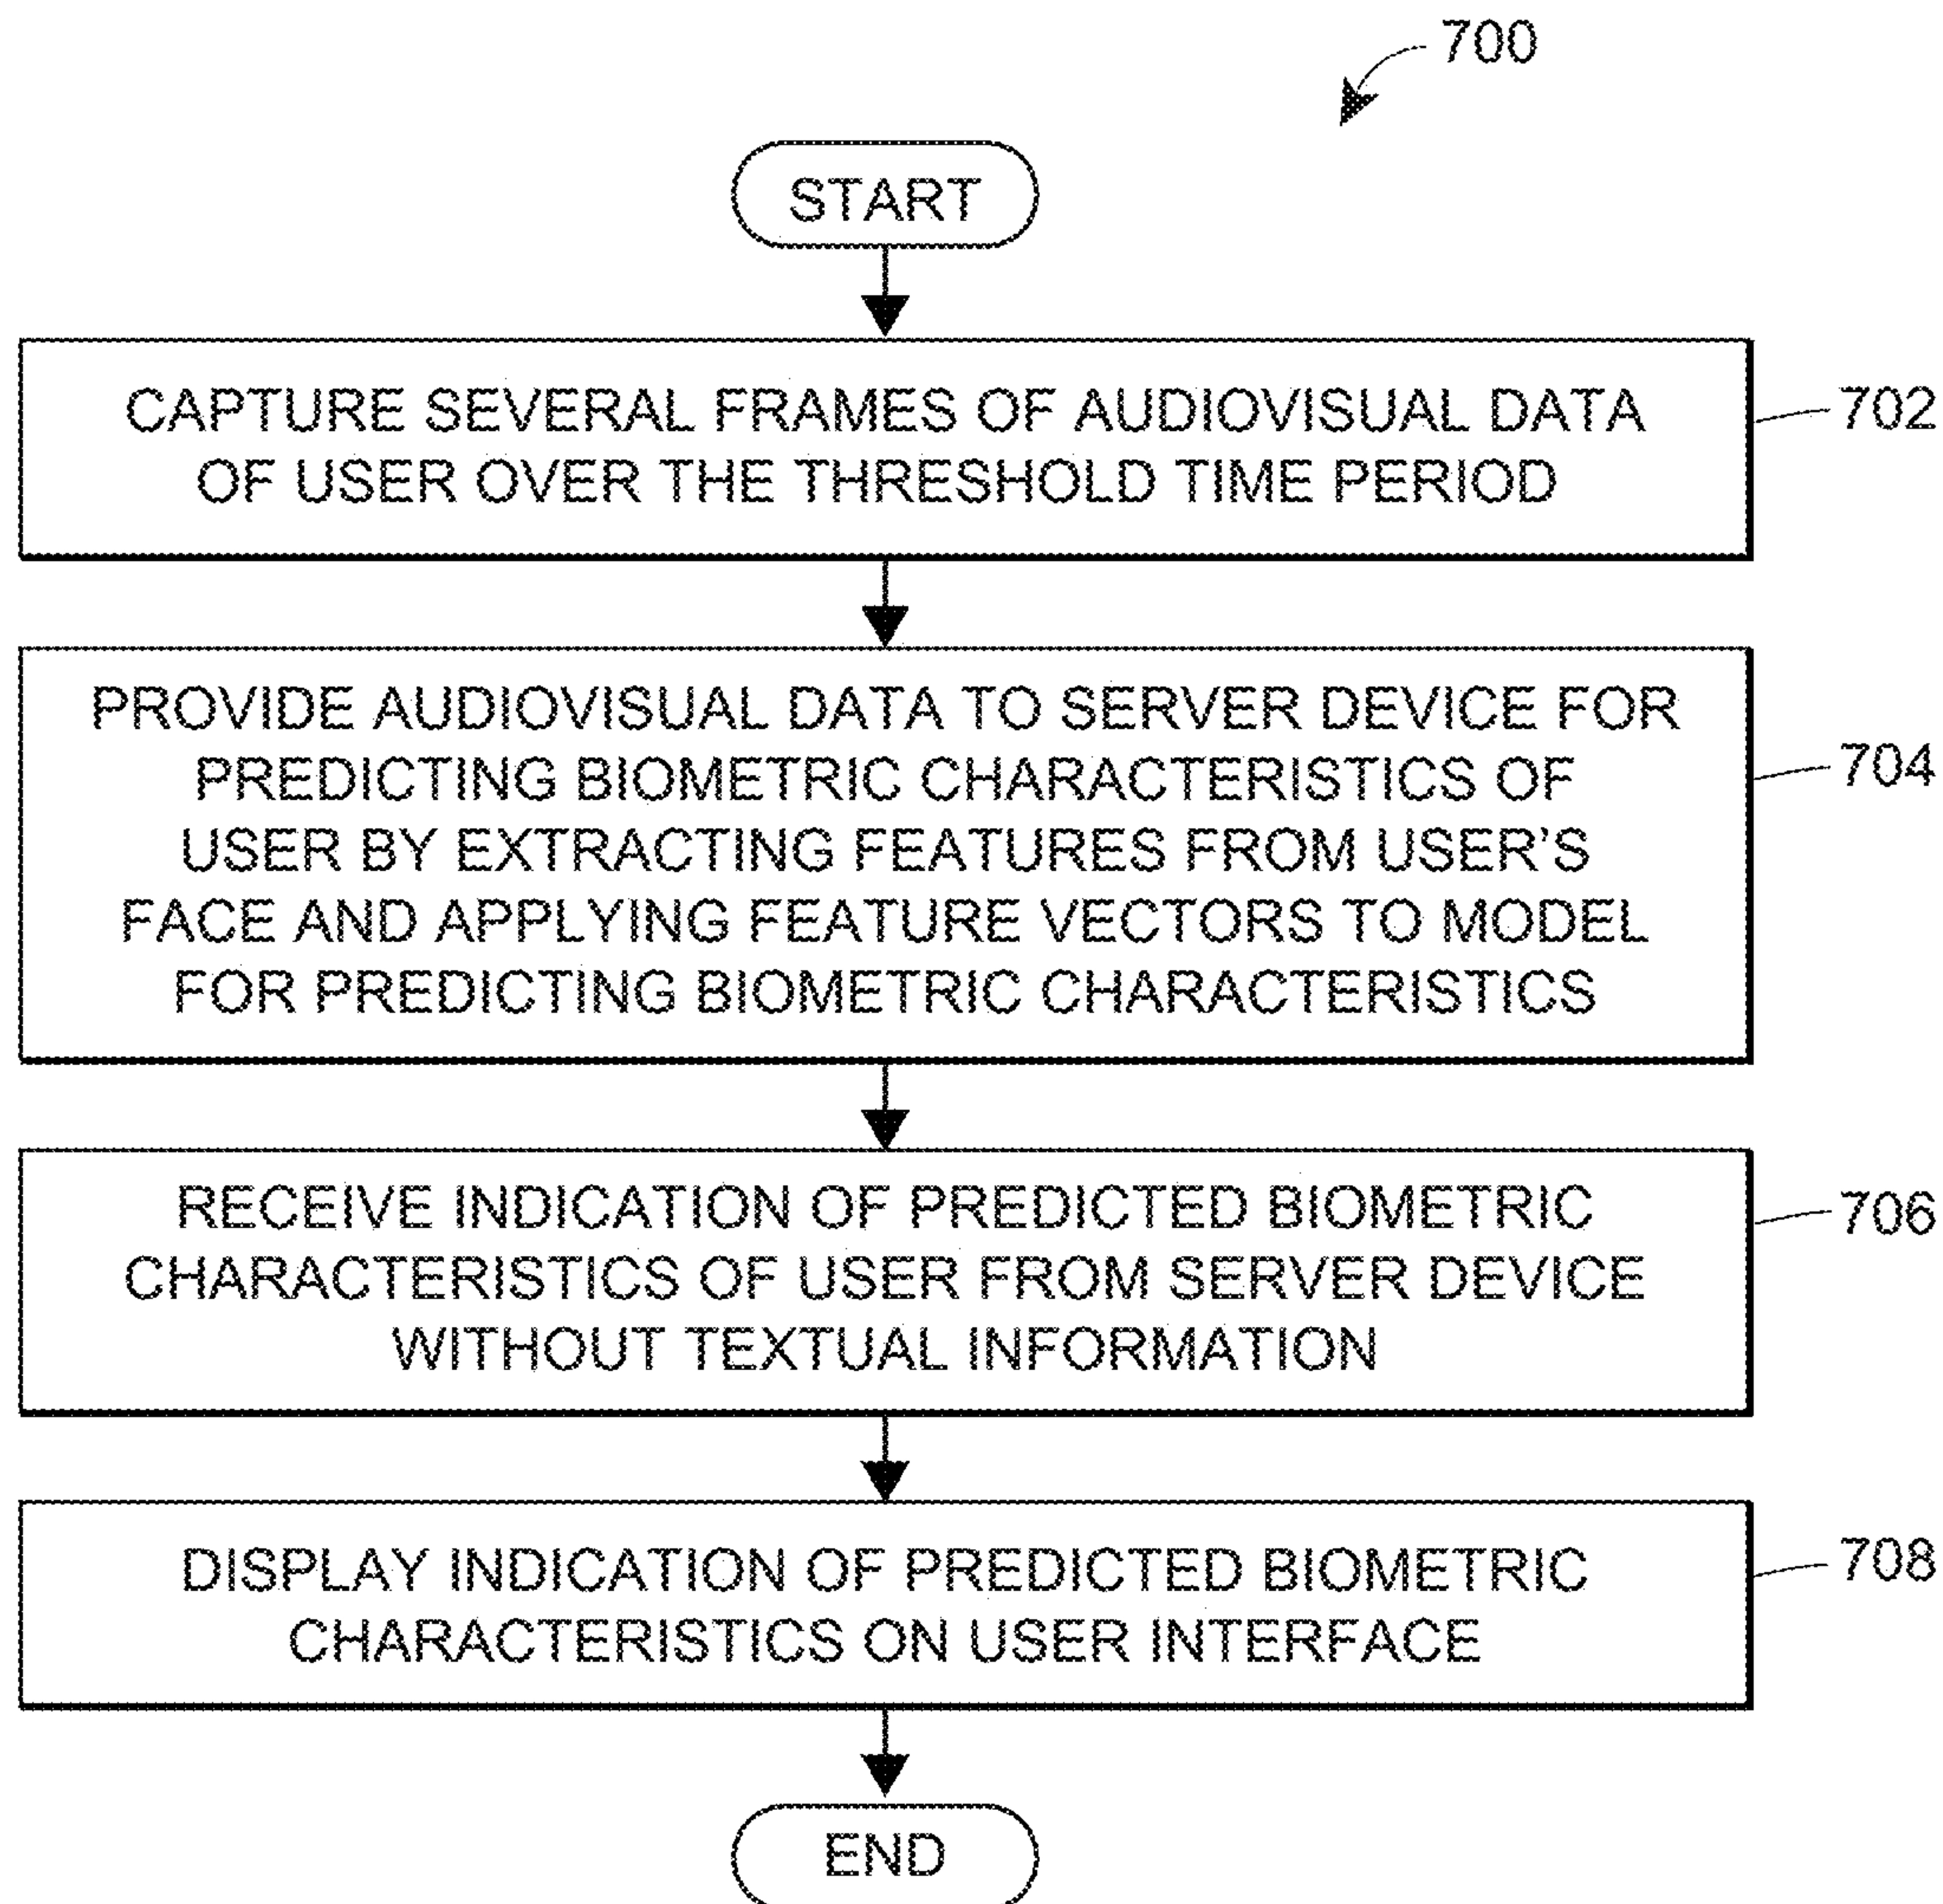 700
START
CAPTURE SEVERAL FRAMES OF AUDIOVISUAL DATA
OF USER OVER THE THRESHOLD TIME PERIOD
702
PROVIDE AUDIOVISUAL DATA TO SERVER DEVICE FOR
PREDICTING BIOMETRIC CHARACTERISTICS OF
USER BY EXTRACTING FEATURES FROM USER'S
FACE AND APPLYING FEATURE VECTORS TO MODEL
FOR PREDICTING BIOMETRIC CHARACTERISTICS
704
RECEIVE INDICATION OF PREDICTED BIOMETRIC
CHARACTERISTICS OF USER FROM SERVER DEVICE
WITHOUT TEXTUAL INFORMATION
706
DISPLAY INDICATION OF PREDICTED BIOMETRIC
CHARACTERISTICS ON USER INTERFACE
708
END